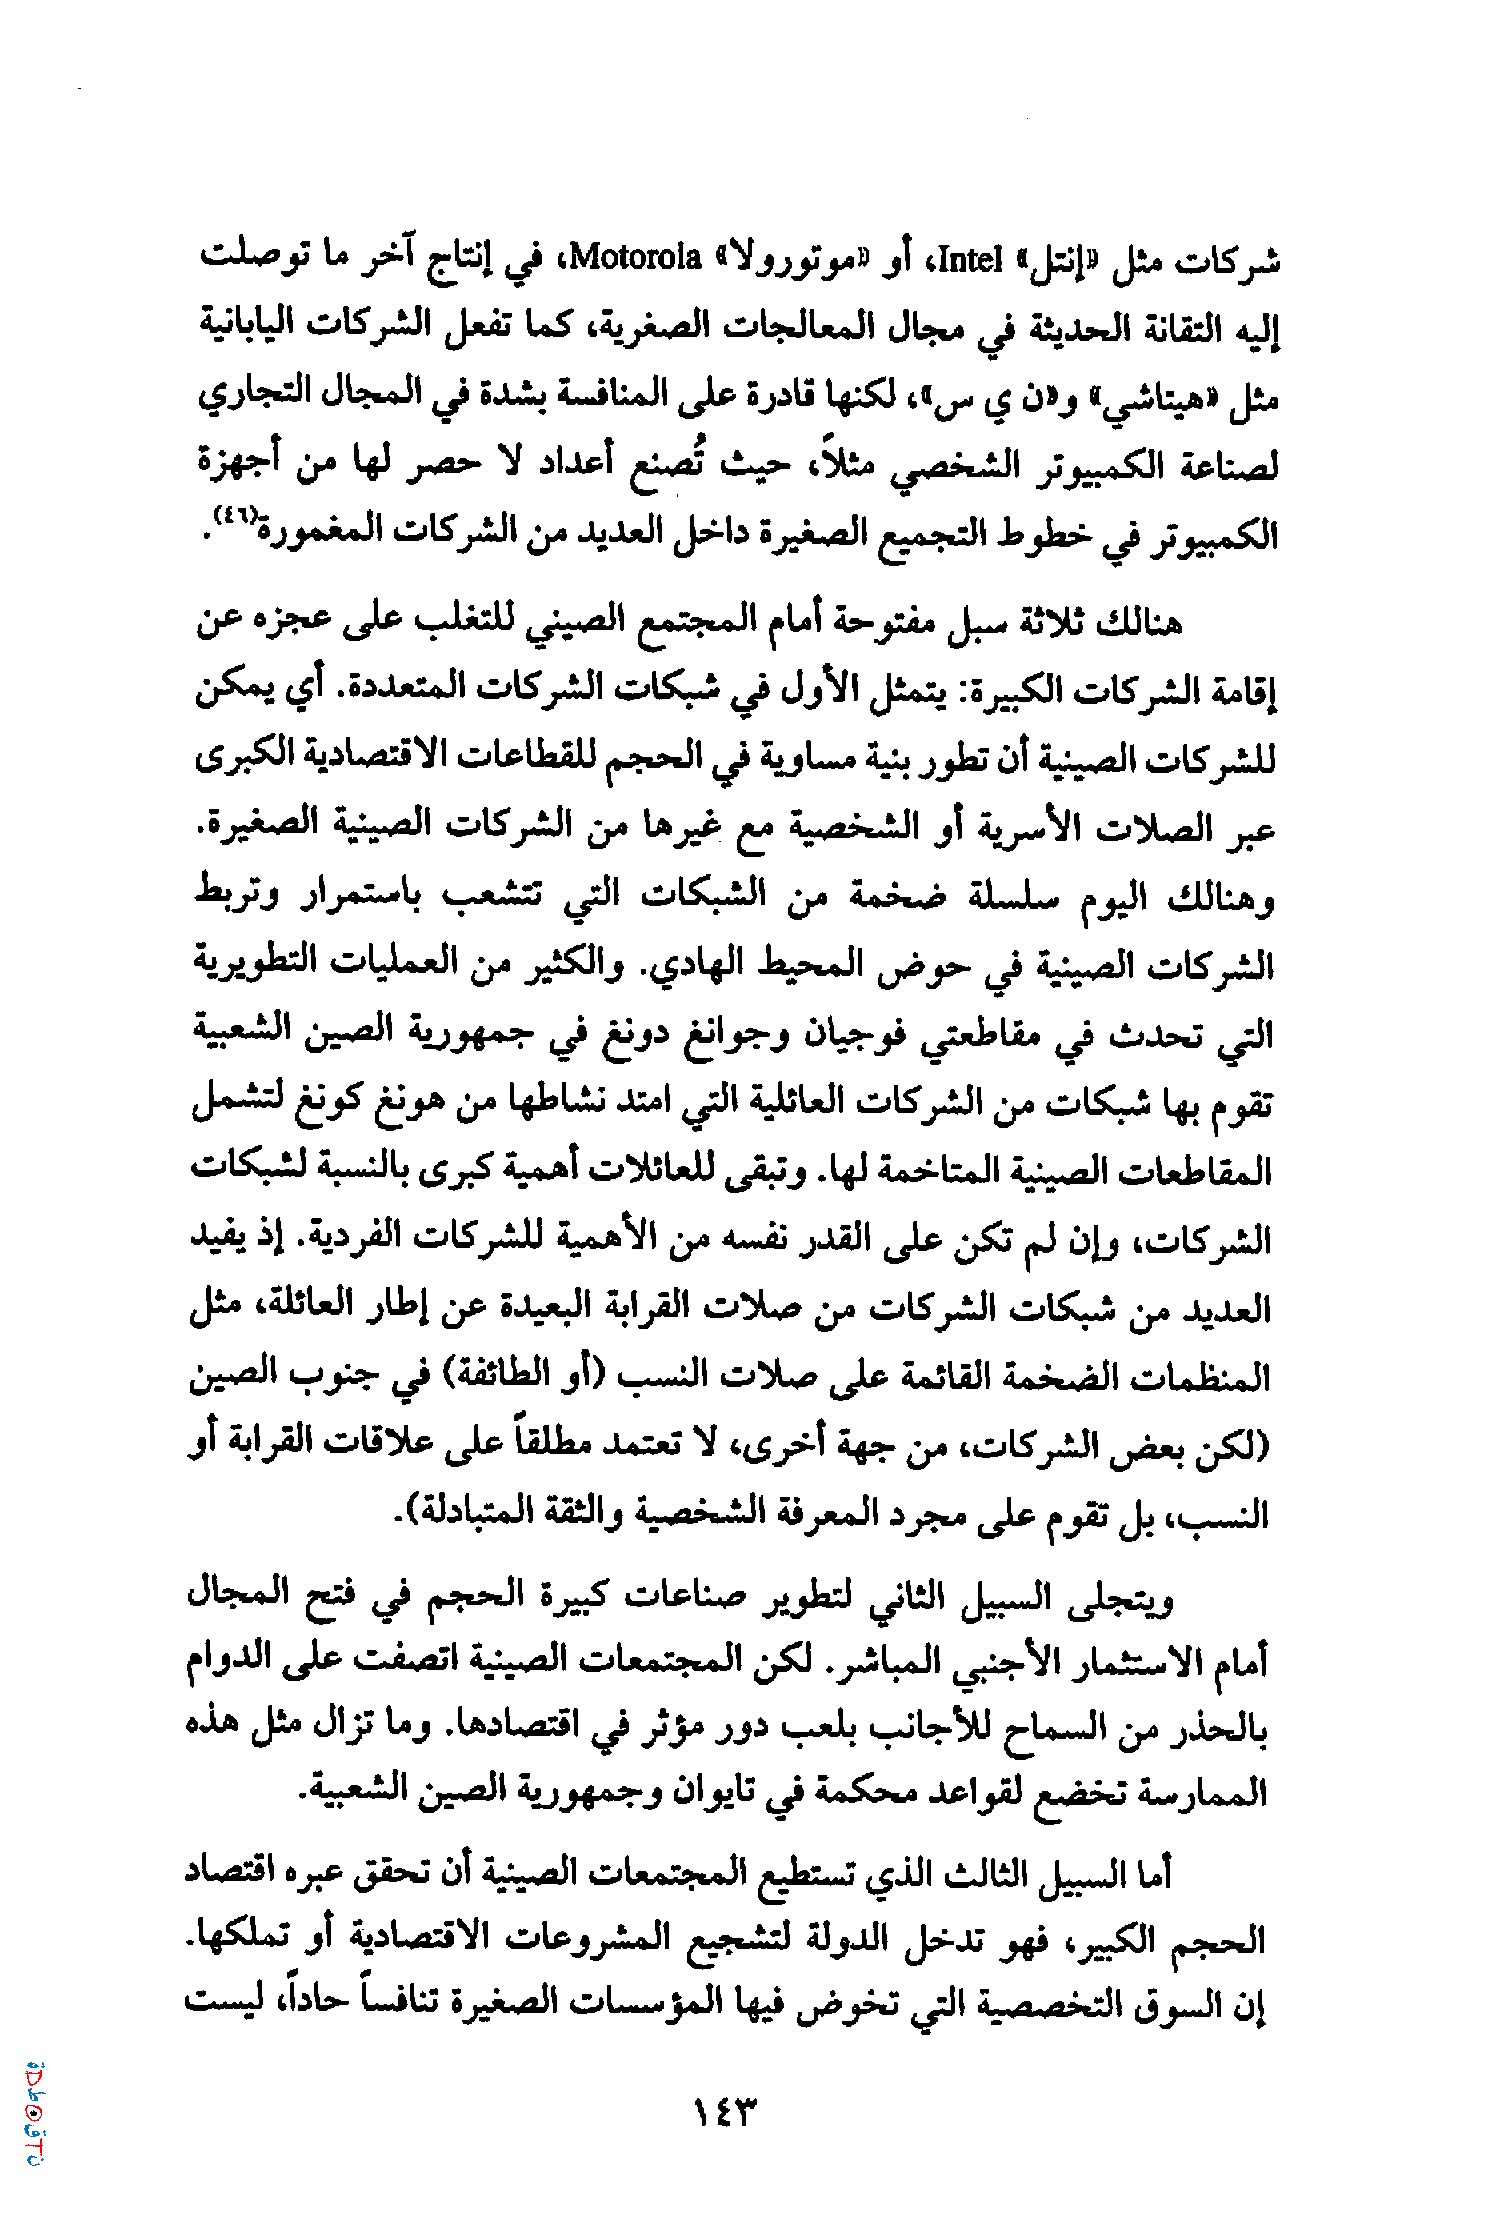 شركات مثل «إنتل» Intel، أو «موتورولا» Motorola، في إنتاج آخر ما توصلت
إليه التقانة الحديثة في مجال المعالجات الصغرية، كما تفعل الشركات اليابانية
مثل «هيتاشي» و«ن ي س»، لكنها قادرة على المنافسة بشدة في المجال التجاري
لصناعة الكمبيوتر الشخصي مثلاً، حيث تُصنع أعداد لا حصر لها من أجهزة
الكمبيوتر في خطوط التجميع الصغيرة داخل العديد من الشركات المغمورة(٤٦).
هنالك ثلاثة سبل مفتوحة أمام المجتمع الصيني للتغلب على عجزه عن
إقامة الشركات الكبيرة: يتمثل الأول في شبكات الشركات المتعددة. أي يمكن
للشركات الصينية أن تطور بنية مساوية في الحجم للقطاعات الاقتصادية الكبرى
عبر الصلات الأسرية أو الشخصية مع غيرها من الشركات الصينية الصغيرة.
وهنالك اليوم سلسلة ضخمة من الشبكات التي تتشعب باستمرار وتربط
الشركات الصينية في حوض المحيط الهادي. والكثير من العمليات التطويرية
التي تحدث في مقاطعتي فوجيان وجوانغ دونغ في جمهورية الصين الشعبية
تقوم بها شبكات من الشركات العائلية التي امتد نشاطها من هونغ كونغ لتشمل
المقاطعات الصينية المتاخمة لها. وتبقى للعائلات أهمية كبرى بالنسبة لشبكات
الشركات، وإن لم تكن على القدر نفسه من الأهمية للشركات الفردية. إذ يفيد
العديد من شبكات الشركات من صلات القرابة البعيدة عن إطار العائلة، مثل
المنظمات الضخمة القائمة على صلات النسب (أو الطائفة) في جنوب الصين
(لكن بعض الشركات، من جهة أخرى، لا تعتمد مطلقاً على علاقات القرابة أو
النسب، بل تقوم على مجرد المعرفة الشخصية والثقة المتبادلة).
ويتجلى السبيل الثاني لتطوير صناعات كبيرة الحجم في فتح المجال
أمام الاستثمار الأجنبي المباشر. لكن المجتمعات الصينية اتصفت على الدوام
بالحذر من السماح للأجانب بلعب دور مؤثر في اقتصادها. وما تزال مثل هذه
الممارسة تخضع لقواعد محكمة في تايوان وجمهورية الصين الشعبية.
أما السبيل الثالث الذي تستطيع المجتمعات الصينية أن تحقق عبره اقتصاد
الحجم الكبير، فهو تدخل الدولة لتشجيع المشروعات الاقتصادية أو تملكها.
إن السوق التخصصية التي تخوض فيها المؤسسات الصغيرة تنافساً حاداً، ليست
١٤٣